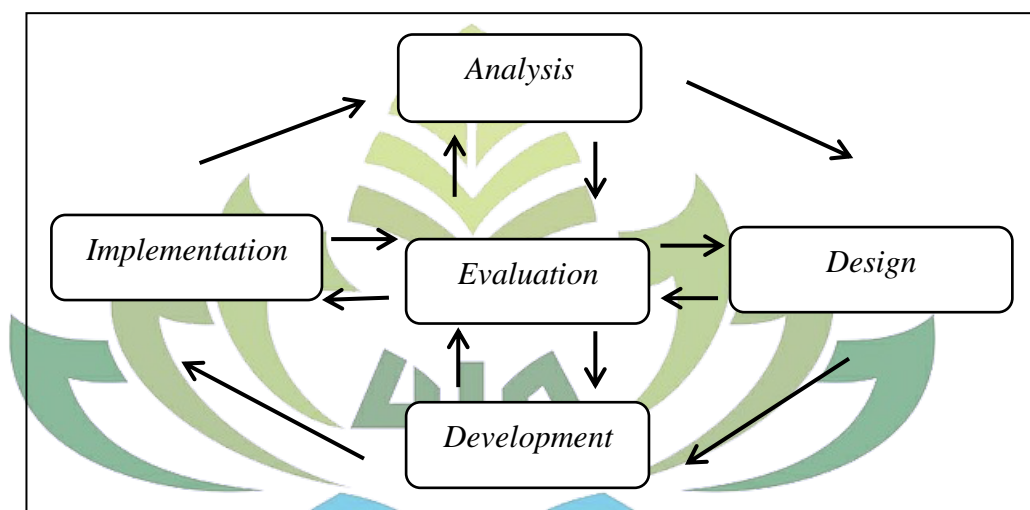 Analysis
Implementation
Evaluation
Design
Development